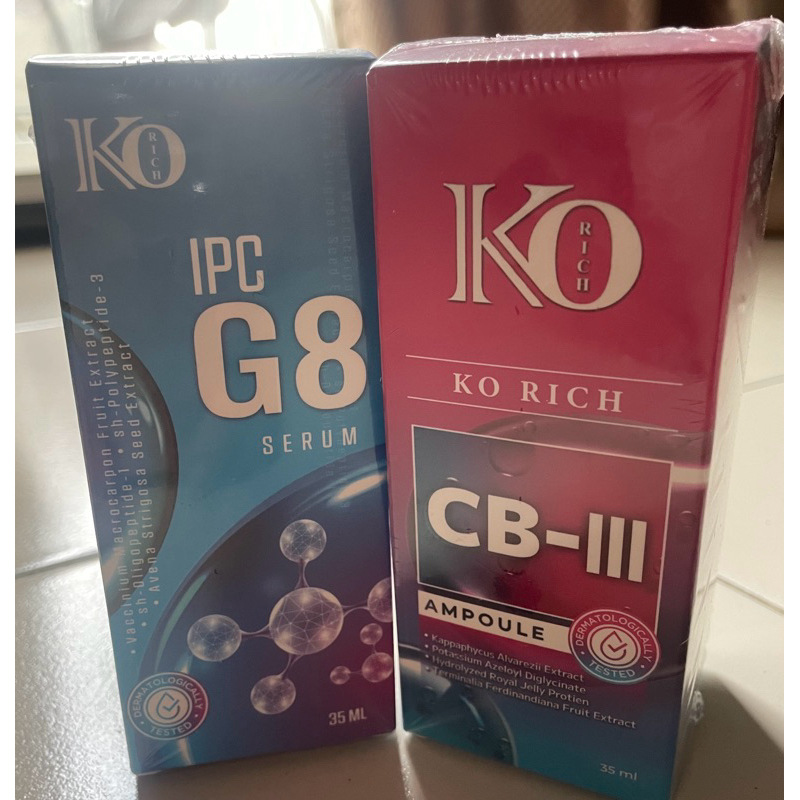 KO
RICH
IPC
G8
SERUM
• Vaccinium Macrocarpon Fruit Extract
• sh-Oligopeptide-1 • sh-Polypeptide-3
• Avena Strigosa Seed Extract
DERMATOLOGICALLY
TESTED
35 ML
KO
RICH
KO RICH
CB-III
AMPOULE
DERMATOLOGICALLY
TESTED
• Kappaphycus Alvarezii Extract
• Potassium Azeloyl Diglycinate
• Hydrolyzed Royal Jelly Protien
• Terminalia Ferdinandiana Fruit Extract
35 ml